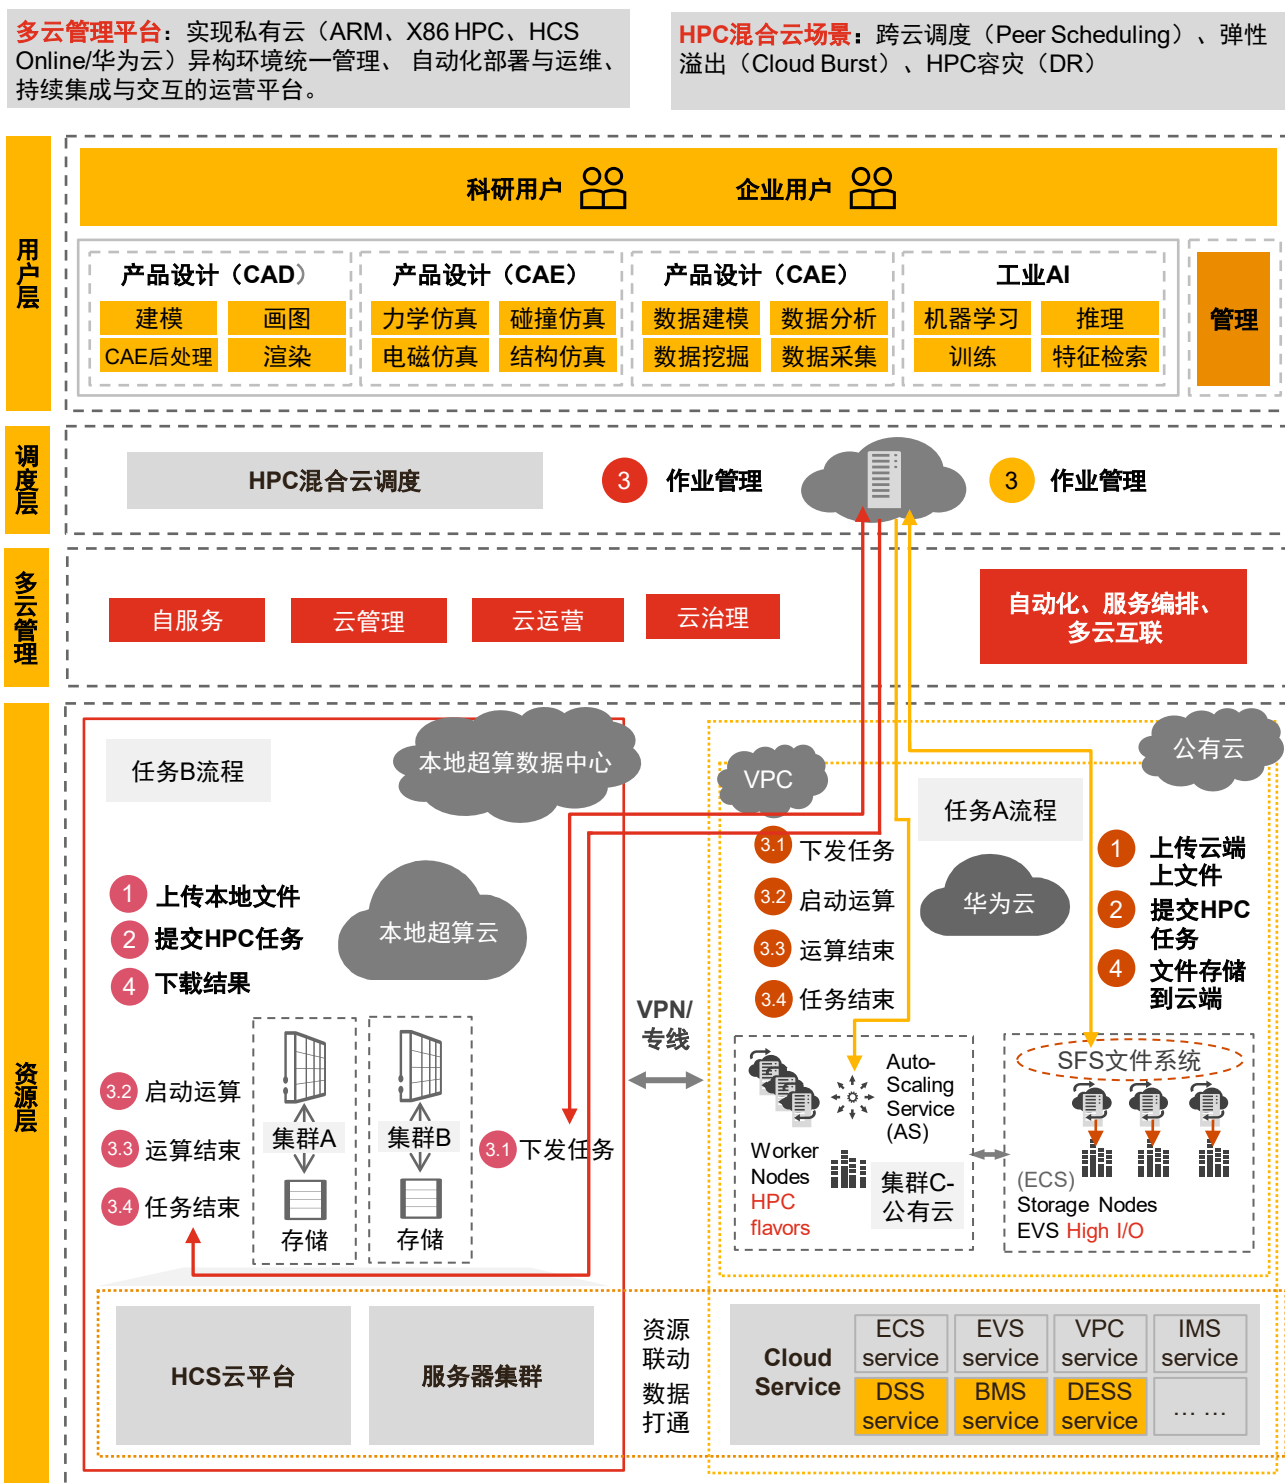 多云管理平台：实现私有云（ARM、X86 HPC、HCS
Online/华为云）异构环境统一管理、 自动化部署与运维、
持续集成与交互的运营平台。
HPC混合云场景：跨云调度（Peer Scheduling）、弹性
溢出（Cloud Burst）、HPC容灾（DR）
用户层
科研用户
企业用户
产品设计（CAD）
建模
画图
CAE后处理
渲染
产品设计（CAE）
力学仿真
碰撞仿真
电磁仿真
结构仿真
产品设计（CAE）
数据建模
数据分析
数据挖掘
数据采集
工业AI
机器学习
推理
训练
特征检索
管理
调度层
HPC混合云调度
3 作业管理
3 作业管理
多云管理
自服务
云管理
云运营
云治理
自动化、服务编排、
多云互联
资源层
任务B流程
本地超算数据中心
1 上传本地文件
2 提交HPC任务
4 下载结果
本地超算云
3.2 启动运算
3.3 运算结束
3.4 任务结束
集群A
存储
集群B
存储
3.1 下发任务
VPN/
专线
VPC
公有云
任务A流程
3.1 下发任务
3.2 启动运算
3.3 运算结束
3.4 任务结束
华为云
1 上传云端
上文件
2 提交HPC
任务
4 文件存储
到云端
Auto-
Scaling
Service
(AS)
Worker
Nodes
HPC
flavors
集群C-
公有云
SFS文件系统
(ECS)
Storage Nodes
EVS High I/O
HCS云平台
服务器集群
资源
联动
数据
打通
Cloud
Service
ECS
service
EVS
service
VPC
service
IMS
service
DSS
service
BMS
service
DESS
service
… …